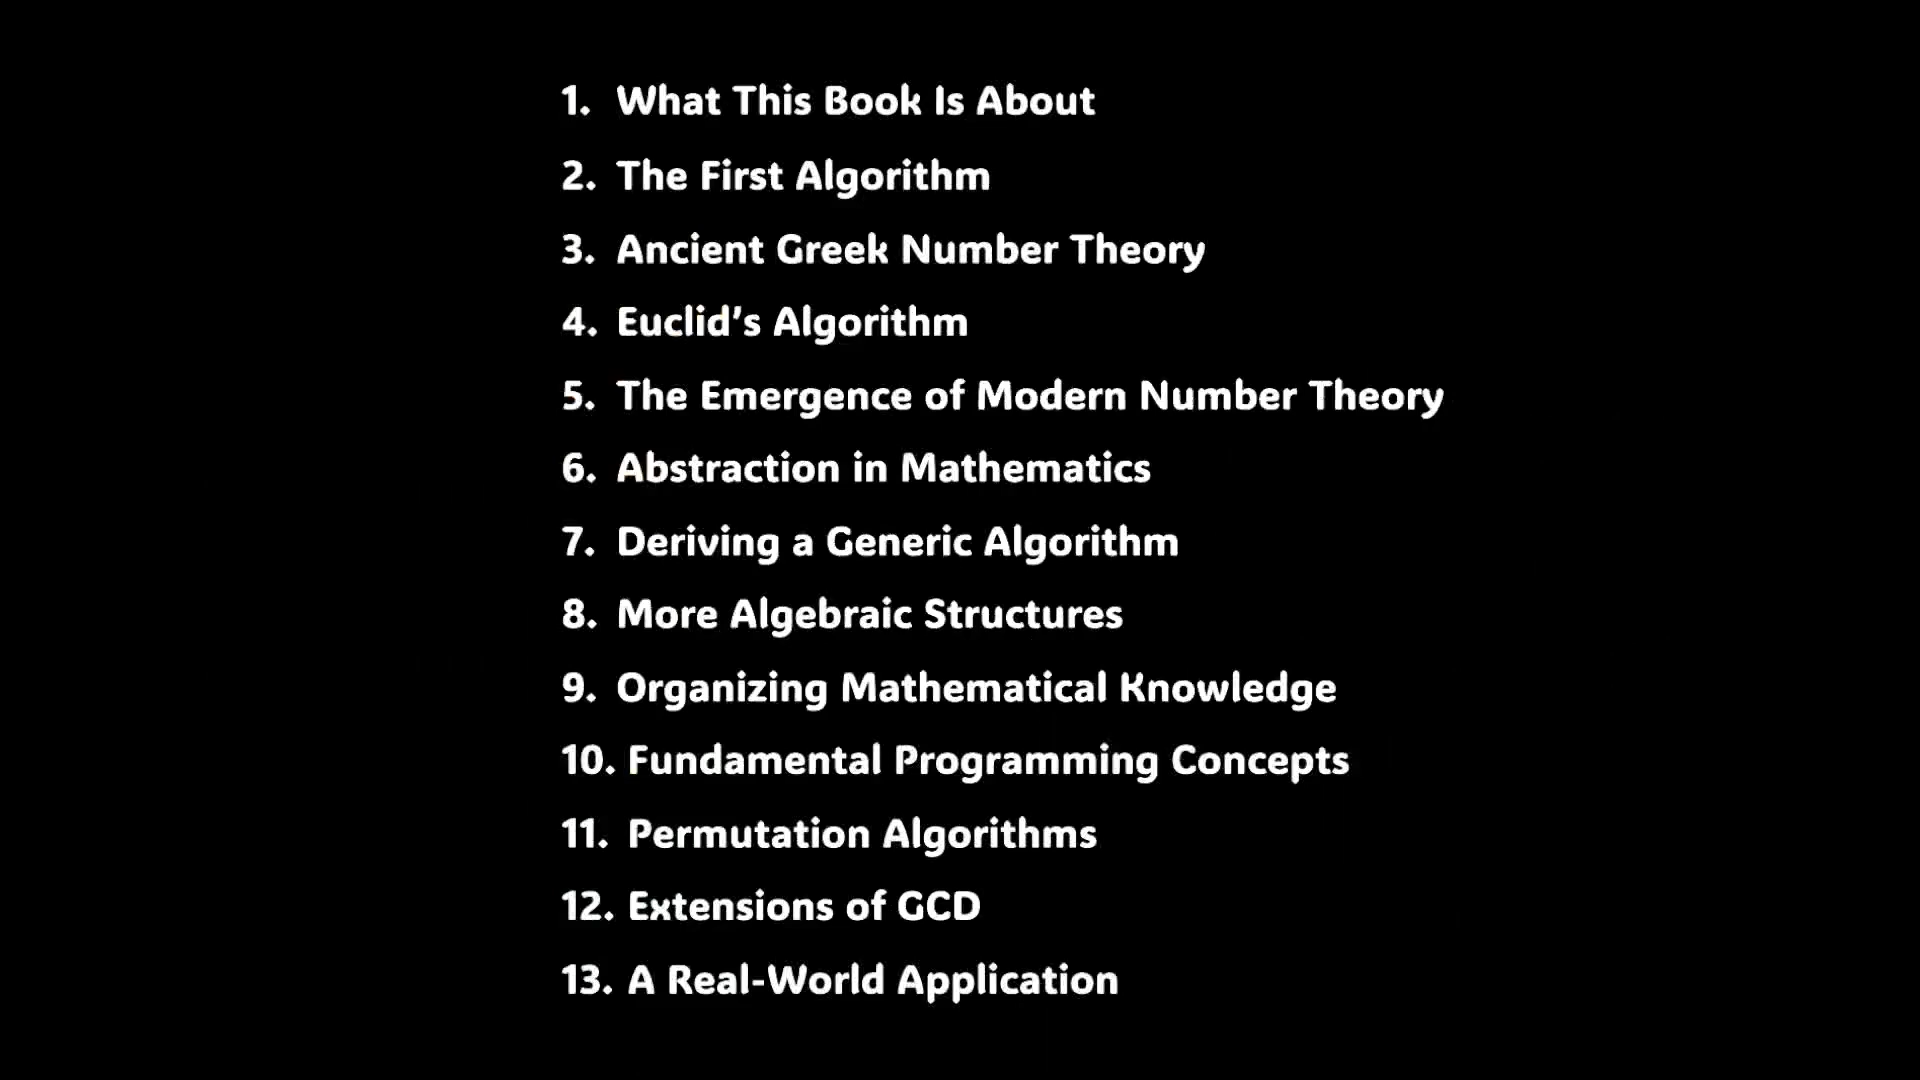 1. What This Book Is About
2. The First Algorithm
3. Ancient Greek Number Theory
4. Euclid’s Algorithm
5. The Emergence of Modern Number Theory
6. Abstraction in Mathematics
7. Deriving a Generic Algorithm
8. More Algebraic Structures
9. Organizing Mathematical Knowledge
10. Fundamental Programming Concepts
11. Permutation Algorithms
12. Extensions of GCD
13. A Real-World Application